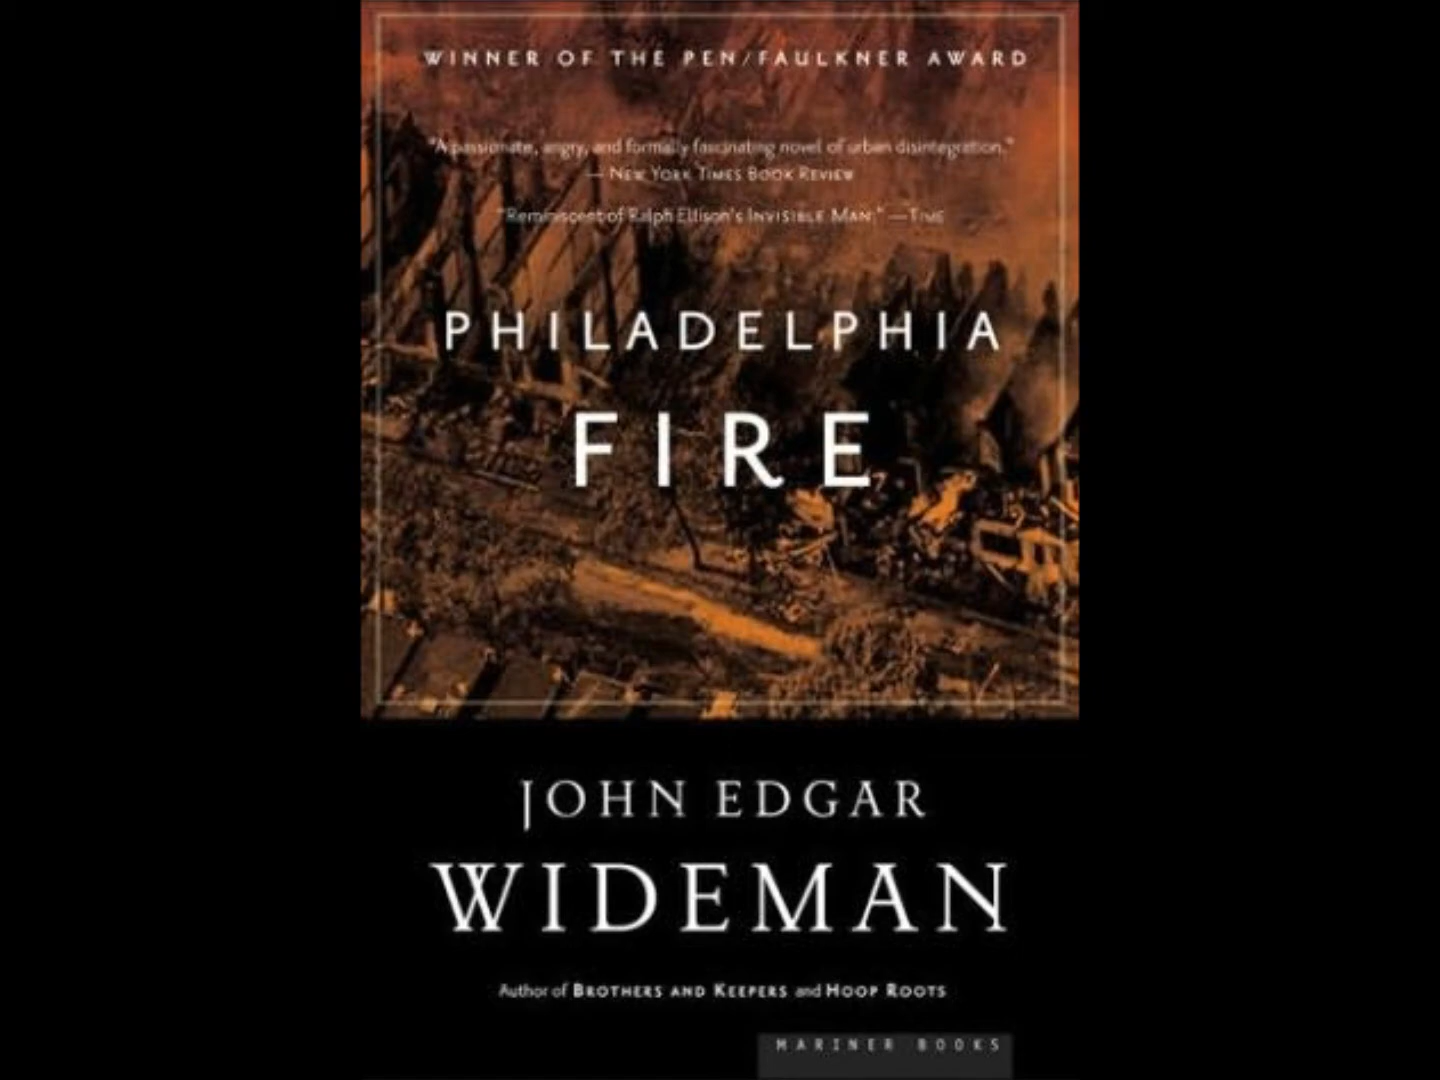 WINNER OF THE PEN/FAULKNER AWARD
"A passionate, angry, and formally fascinating novel of urban disintegration."
— NEW YORK TIMES BOOK REVIEW
"Reminiscent of Ralph Ellison's INVISIBLE MAN." —TIME
PHILADELPHIA
FIRE
JOHN EDGAR
WIDEMAN
Author of BROTHERS AND KEEPERS and HOOP ROOTS
MARINER BOOKS